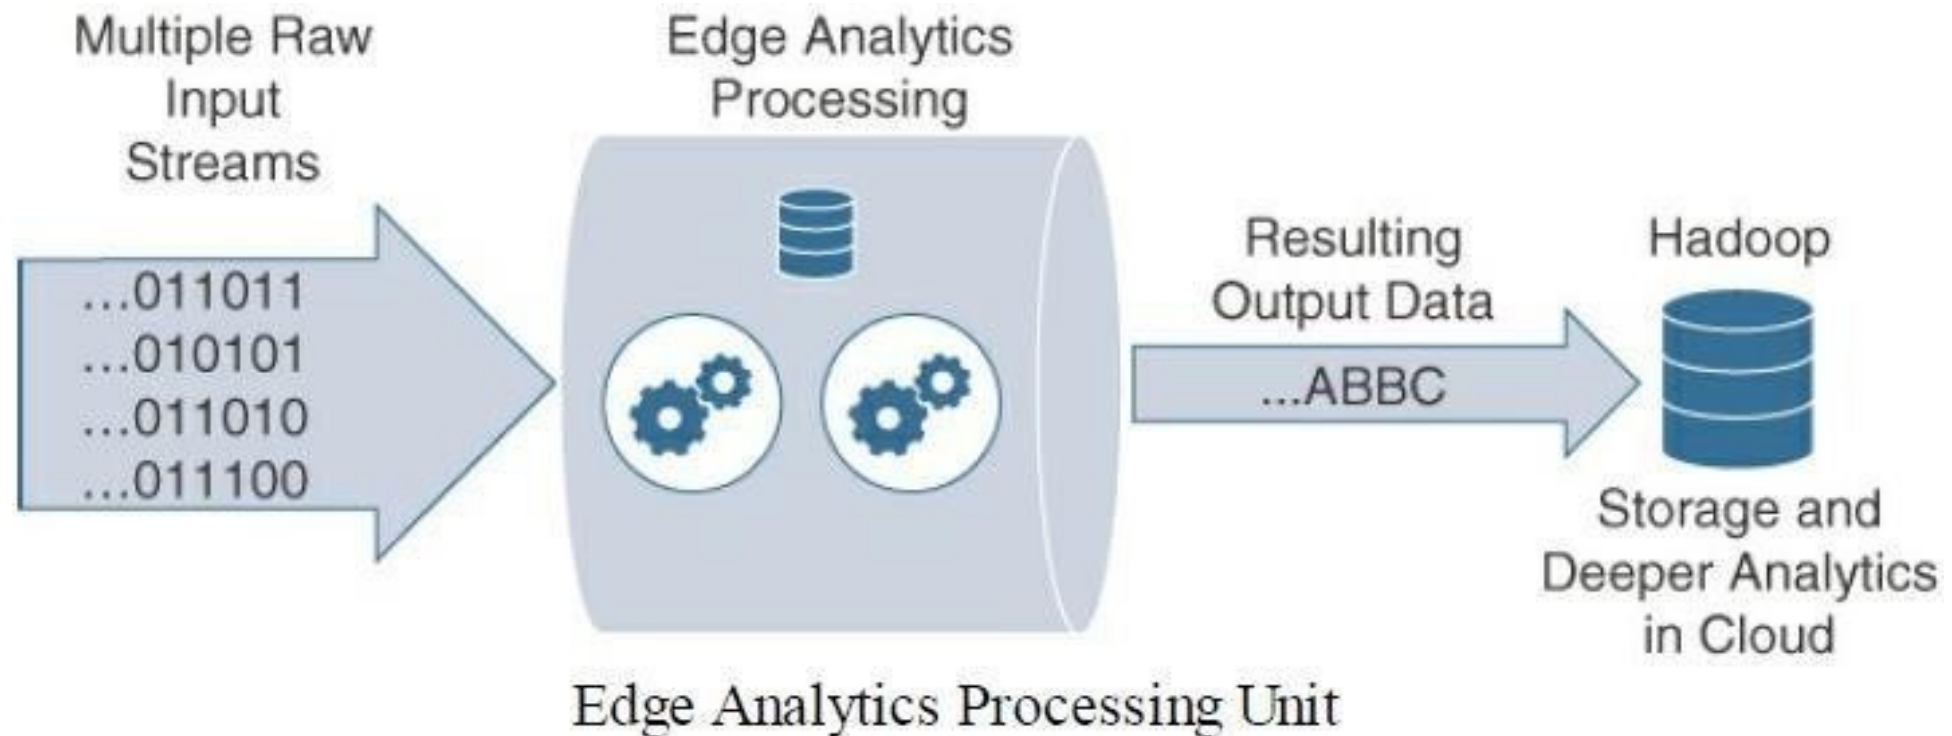 Multiple Raw
Input
Streams
...011011
...010101
...011010
...011100
Edge Analytics
Processing
Resulting
Output Data
...ABBC
Hadoop
Storage and
Deeper Analytics
in Cloud
Edge Analytics Processing Unit